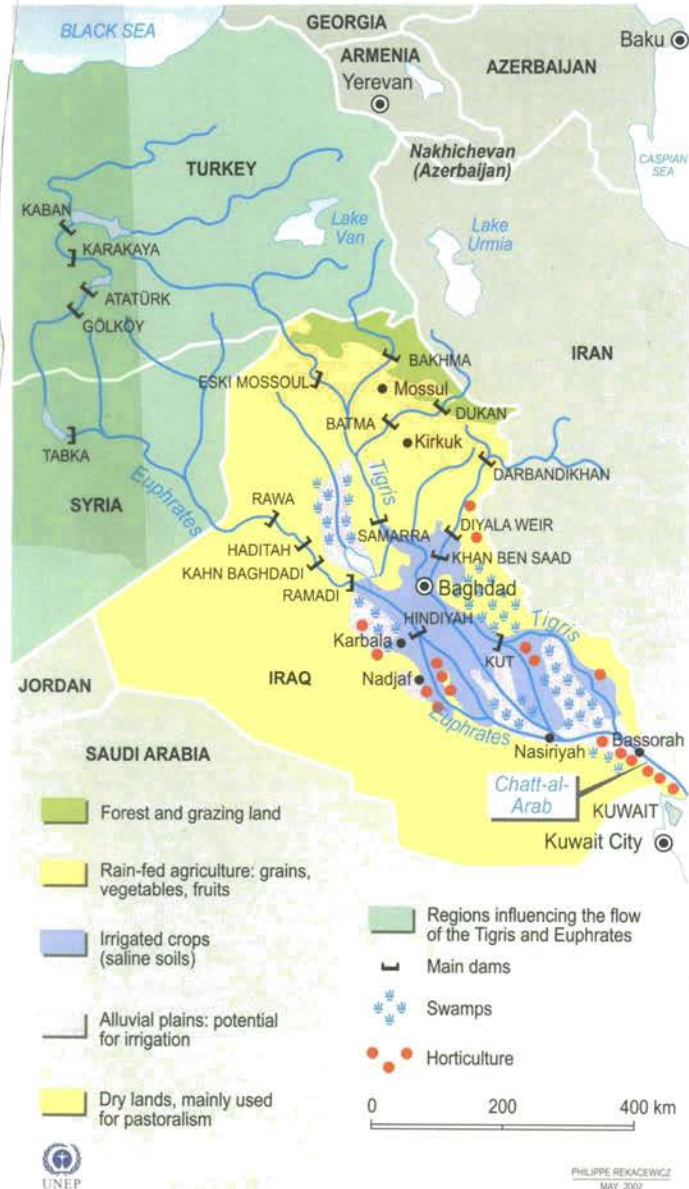 GEORGIA
BLACK SEA
Baku
ARMENIA
AZERBAIJAN
Yerevan
Nakhichevan
(Azerbaijan)
CASPIAN
SEA
TURKEY
KABAN
Lake
Van
Lake
Urmia
KARAKAYA
ATATÜRK
GÖLKOY
IRAN
BAKHMA
ESKI MOSSOUL
Mossul
DUKAN
BATMA
Kirkuk
TABKA
DARBANDIKHAN
Euphrates
Tigris
SYRIA
RAWA
SAMARRA
DIYALA WEIR
HADITAH
KHAN BEN SAAD
KAHN BAGHDADI
Baghdad
RAMADI
HINDIYAH
Tigris
Karbala
KUT
IRAQ
Nadjaf
JORDAN
Euphrates
Nasiriyah
Bassorah
SAUDI ARABIA
Chatt-al-
Arab
KUWAIT
Kuwait City
Forest and grazing land
Rain-fed agriculture: grains,
vegetables, fruits
Irrigated crops
(saline soils)
Alluvial plains: potential
for irrigation
Dry lands, mainly used
for pastoralism
Regions influencing the flow
of the Tigris and Euphrates
Main dams
Swamps
Horticulture
0 200 400 km
UNEP
PHILIPPE REKACEWICZ
MAY 2002